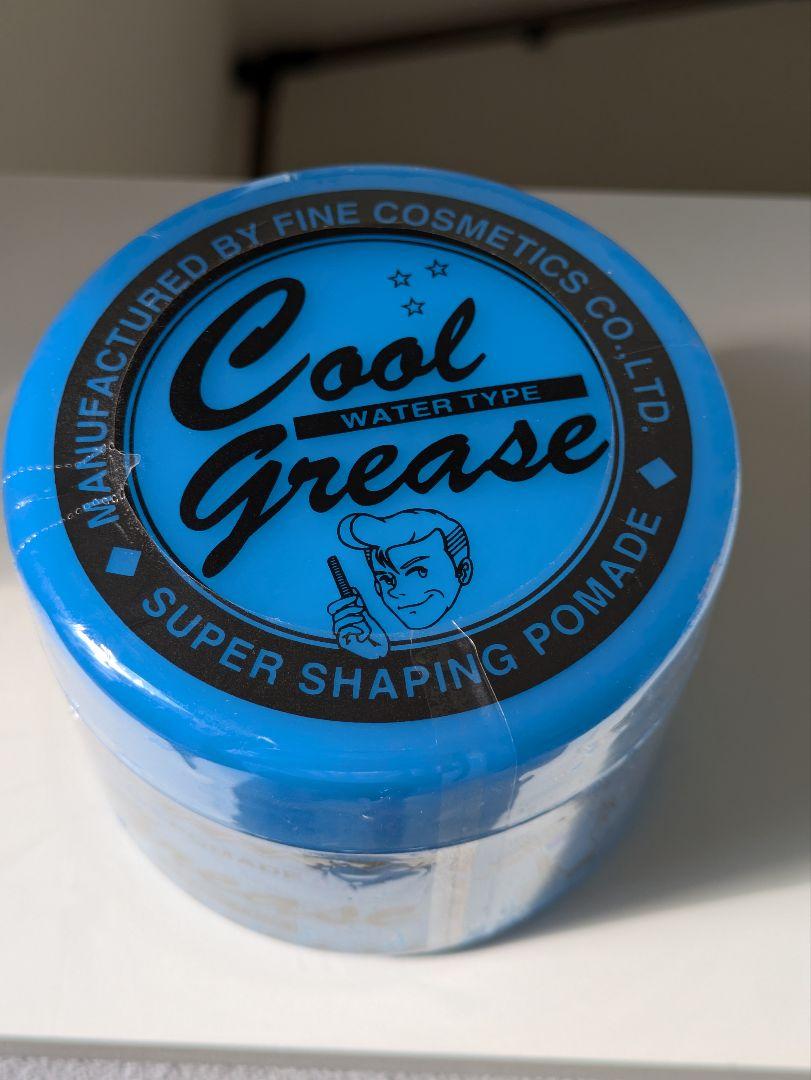 MANUFACTURED BY FINE COSMETICS CO.,LTD.
Cool
WATER TYPE
Grease
SUPER SHAPING POMADE